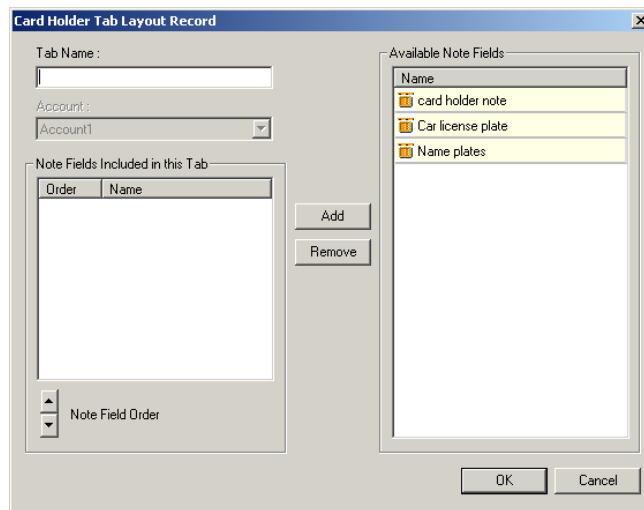 Card Holder Tab Layout Record
Tab Name :
Account :
Account1
Note Fields Included in this Tab
Order Name
Note Field Order
Add
Remove
Available Note Fields
Name
card holder note
Car license plate
Name plates
OK Cancel